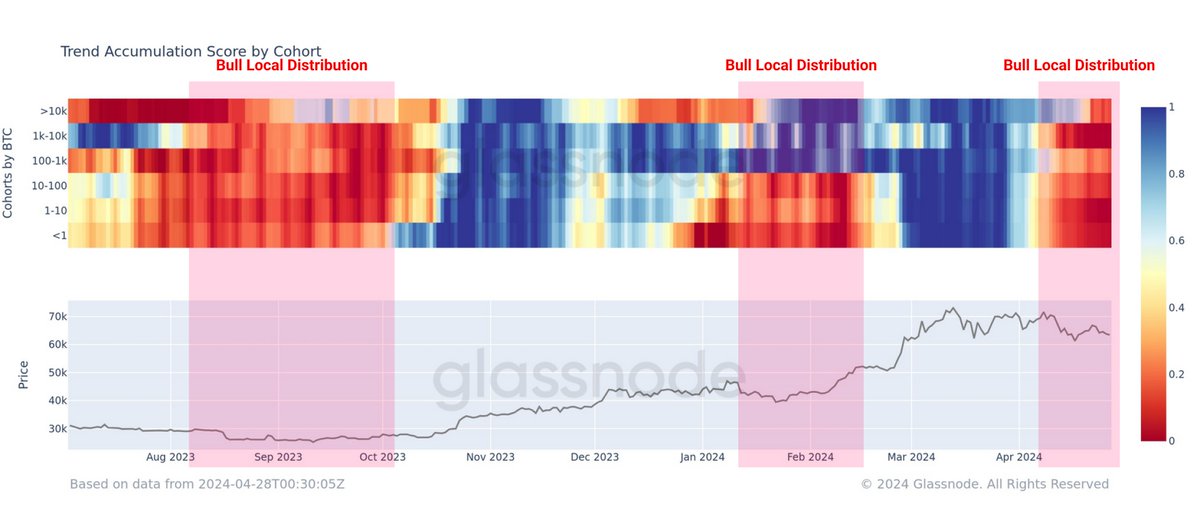 Trend Accumulation Score by Cohort
Bull Local Distribution
Bull Local Distribution
Bull Local Distribution
Cohorts by BTC
>10k
1k-10k
100-1k
10-100
1-10
<1
glassnode
1
0.8
0.6
0.4
0.2
0
Price
70k
60k
50k
40k
30k
glassnode
Aug 2023
Sep 2023
Oct 2023
Nov 2023
Dec 2023
Jan 2024
Feb 2024
Mar 2024
Apr 2024
Based on data from 2024-04-28T00:30:05Z
© 2024 Glassnode. All Rights Reserved